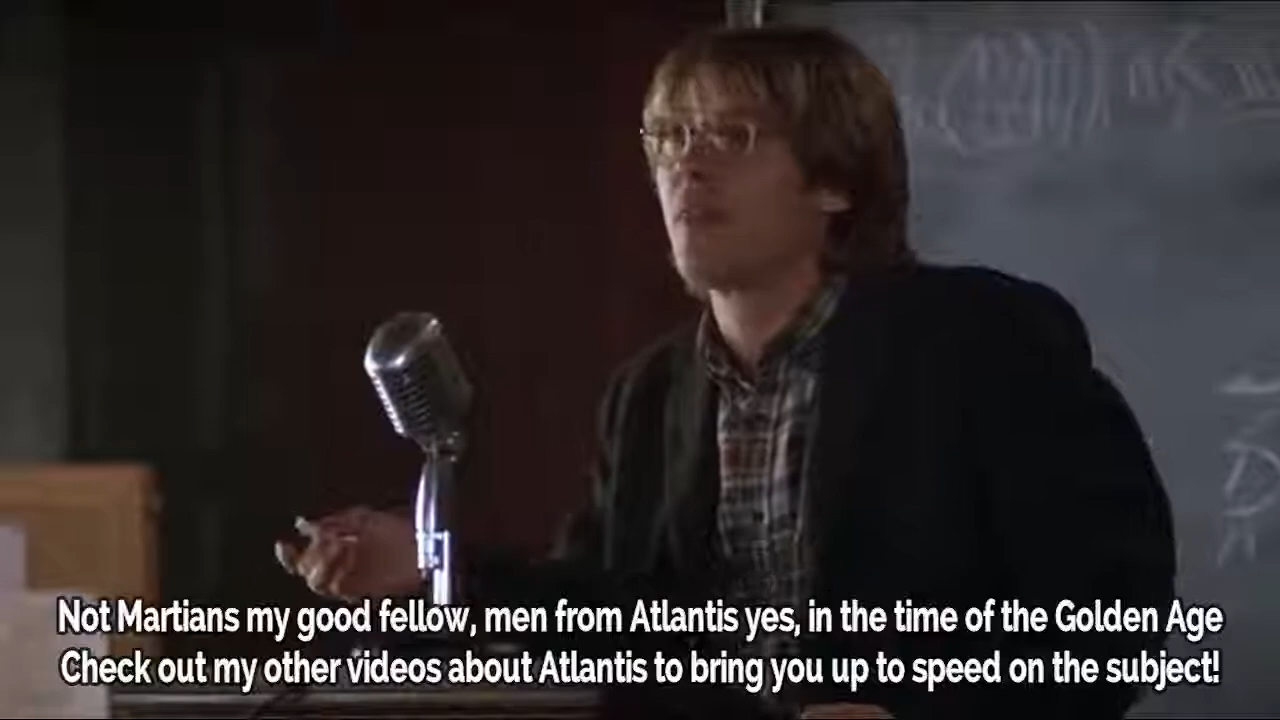 Not Martians my good fellow, men from Atlantis yes, in the time of the Golden Age
Check out my other videos about Atlantis to bring you up to speed on the subject!